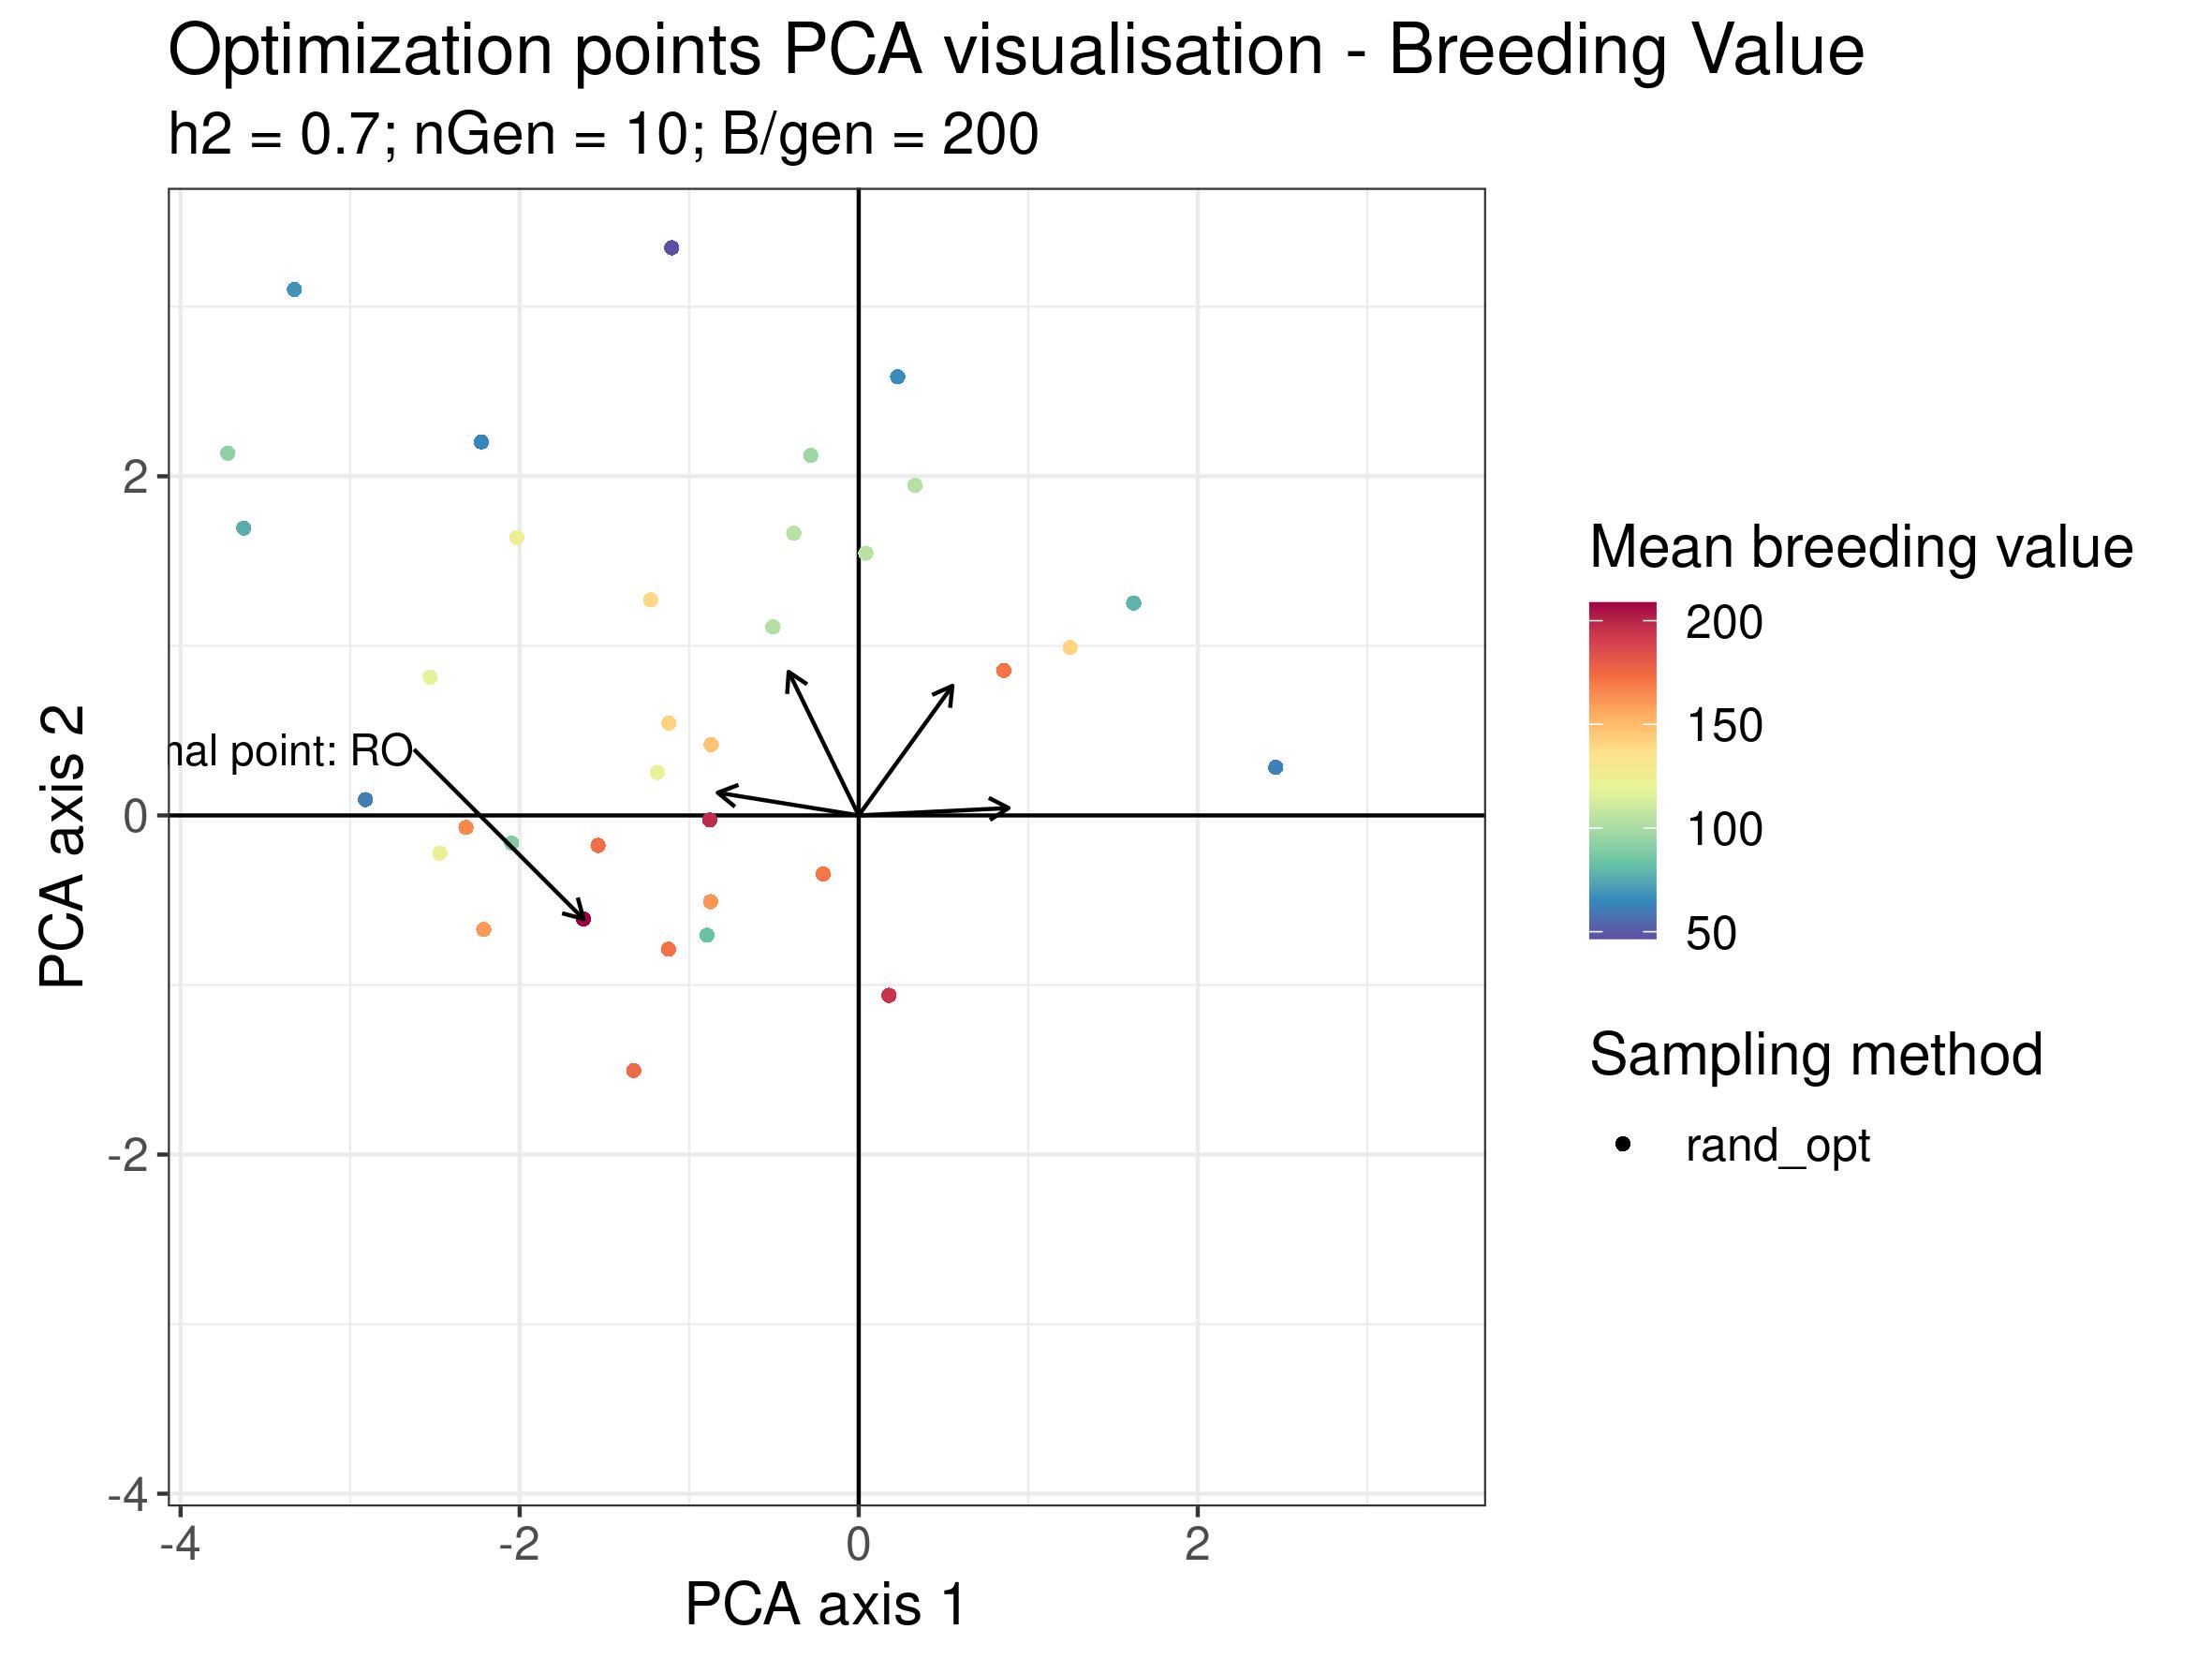 Optimization points PCA visualisation - Breeding Value
h2 = 0.7; nGen = 10; B/gen = 200
PCA axis 2
2
0
-2
-4
point: RO
-4
-2
0
2
PCA axis 1
Mean breeding value
200
150
100
50
Sampling method
rand_opt